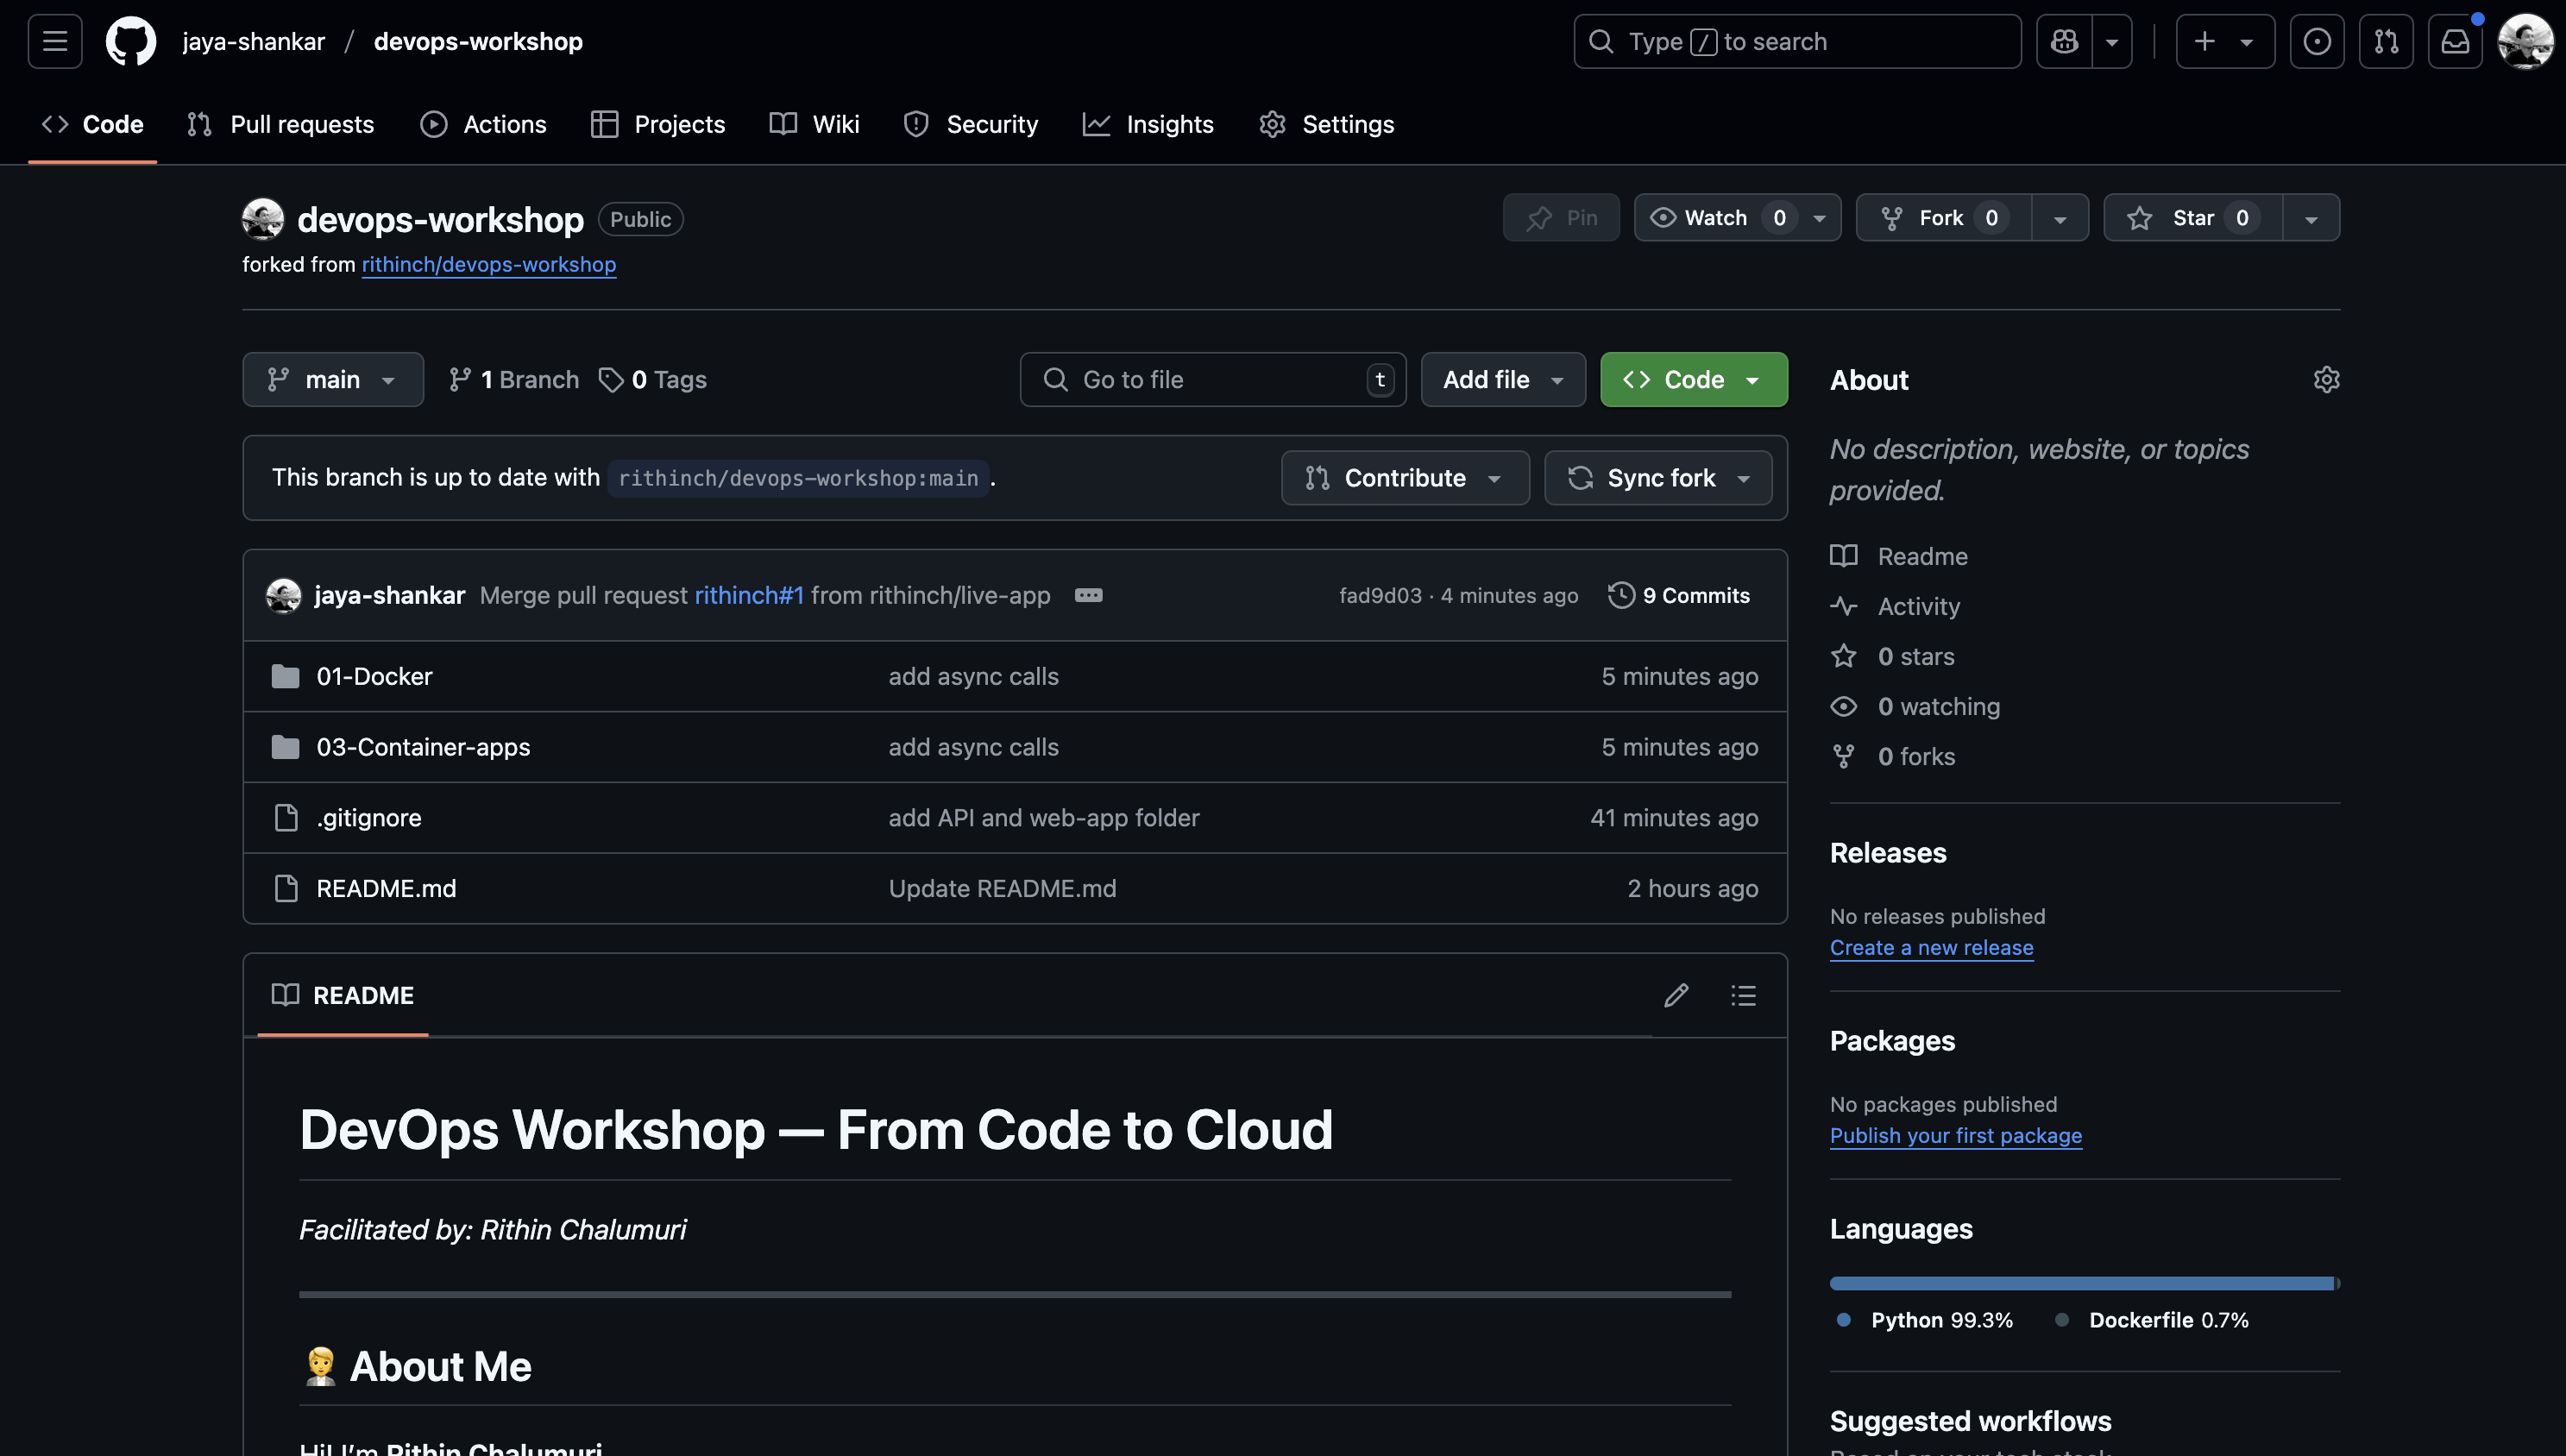 jaya-shankar / devops-workshop
Type / to search
Code
Pull requests
Actions
Projects
Wiki
Security
Insights
Settings
devops-workshop Public
Pin
Watch 0
Fork 0
Star 0
forked from rithinch/devops-workshop
main
1 Branch
0 Tags
Go to file t
Add file
Code
This branch is up to date with rithinch/devops-workshop:main .
Contribute
Sync fork
jaya-shankar Merge pull request rithinch#1 from rithinch/live-app
fad9d03 · 4 minutes ago
9 Commits
01-Docker add async calls 5 minutes ago
03-Container-apps add async calls 5 minutes ago
.gitignore add API and web-app folder 41 minutes ago
README.md Update README.md 2 hours ago
README
DevOps Workshop — From Code to Cloud
Facilitated by: Rithin Chalumuri
About Me
Hi! I'm Rithin Chalumuri
About
No description, website, or topics
provided.
Readme
Activity
0 stars
0 watching
0 forks
Releases
No releases published
Create a new release
Packages
No packages published
Publish your first package
Languages
Python 99.3%
Dockerfile 0.7%
Suggested workflows
Based on your tech stack